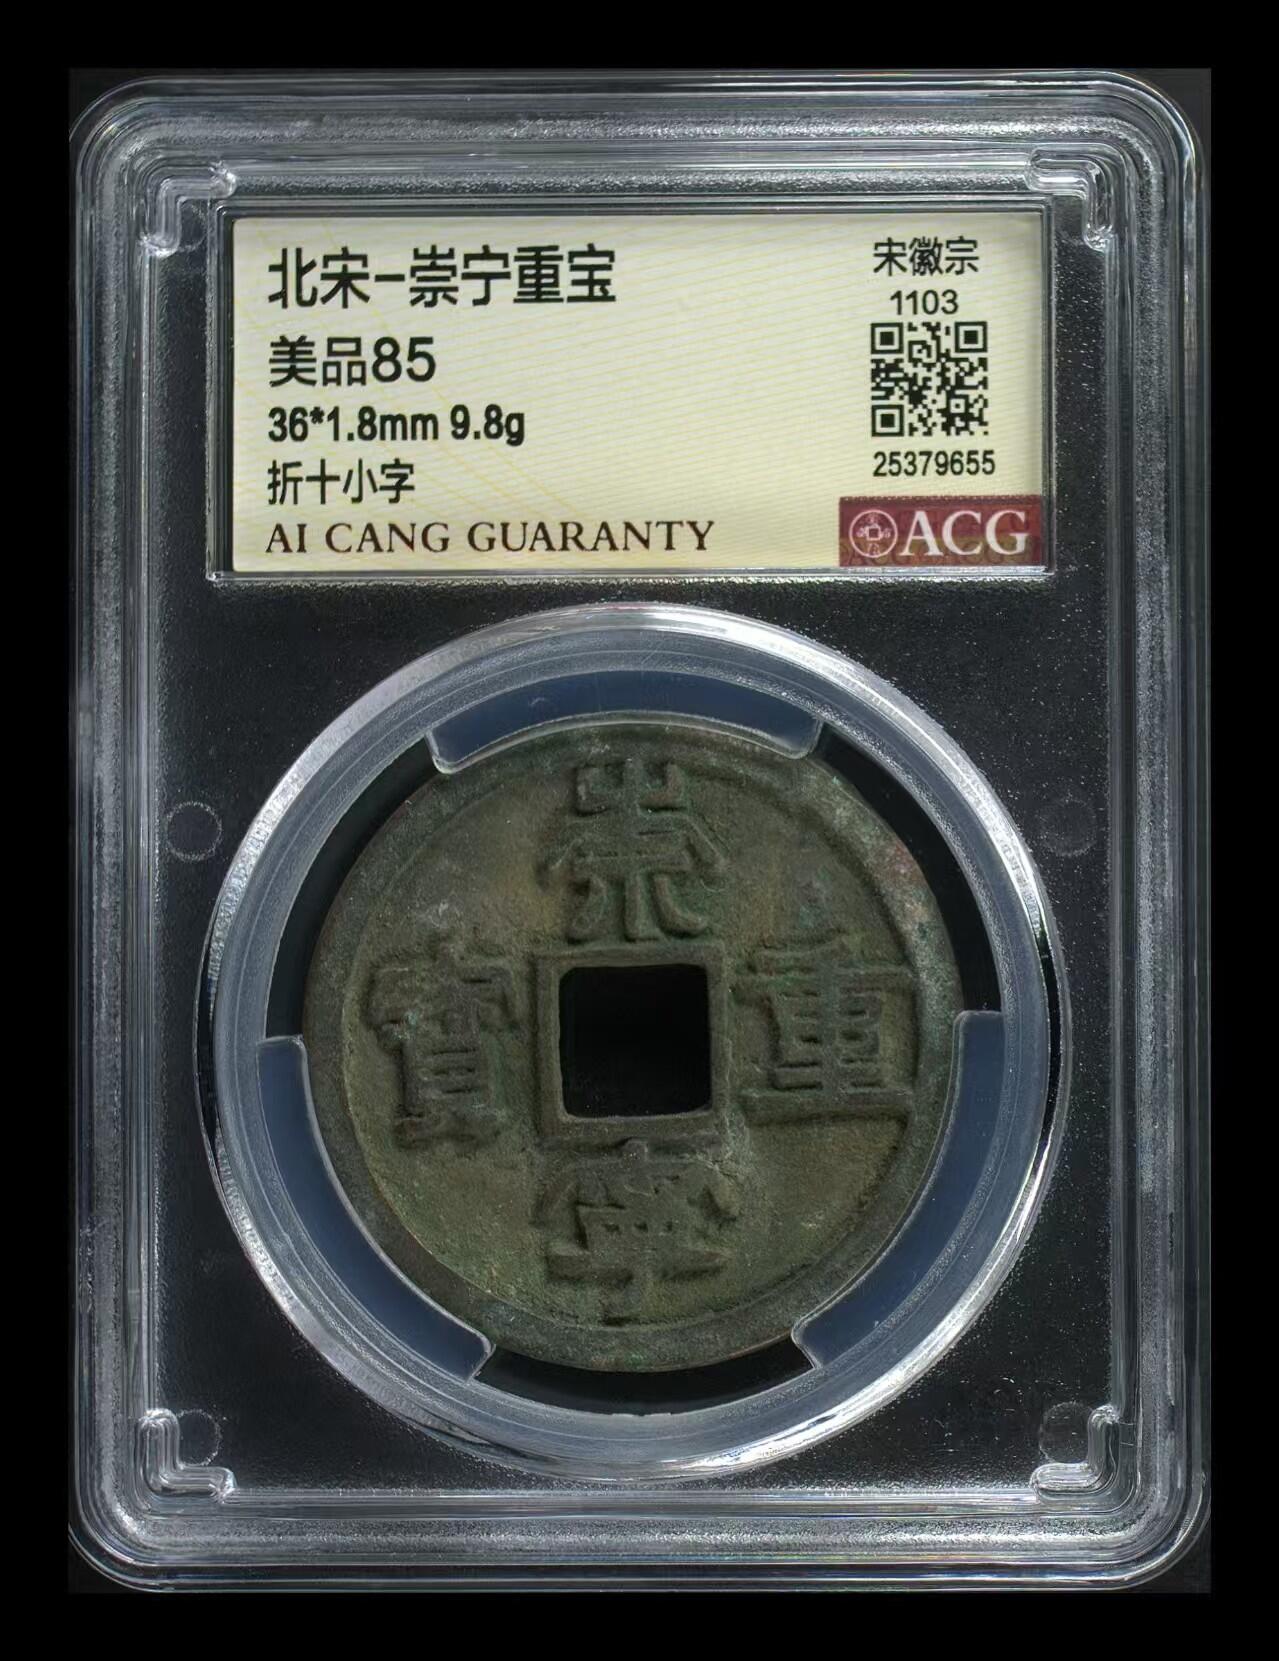 北宋-崇宁重宝
美品85
36*1.8mm 9.8g
折十小字
AI CANG GUARANTY
宋徽宗
1103
25379655
ACG
崇
寶 重
寧